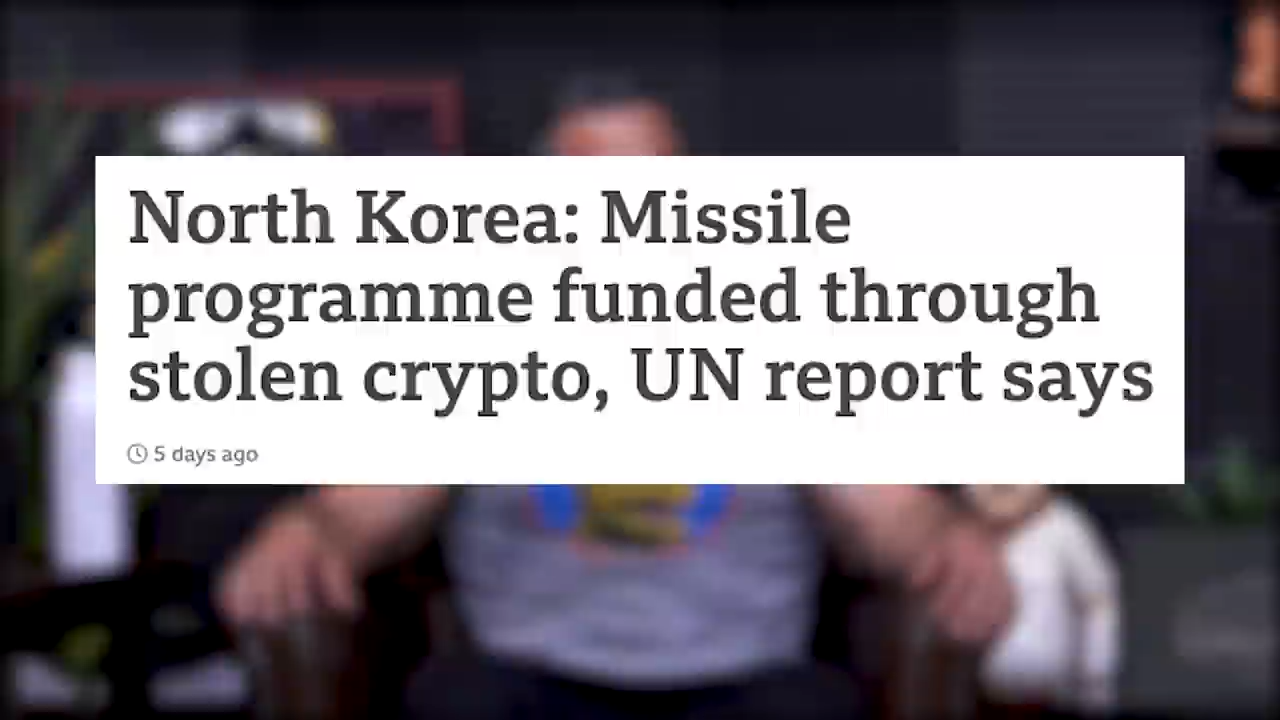 North Korea: Missile
programme funded through
stolen crypto, UN report says
5 days ago